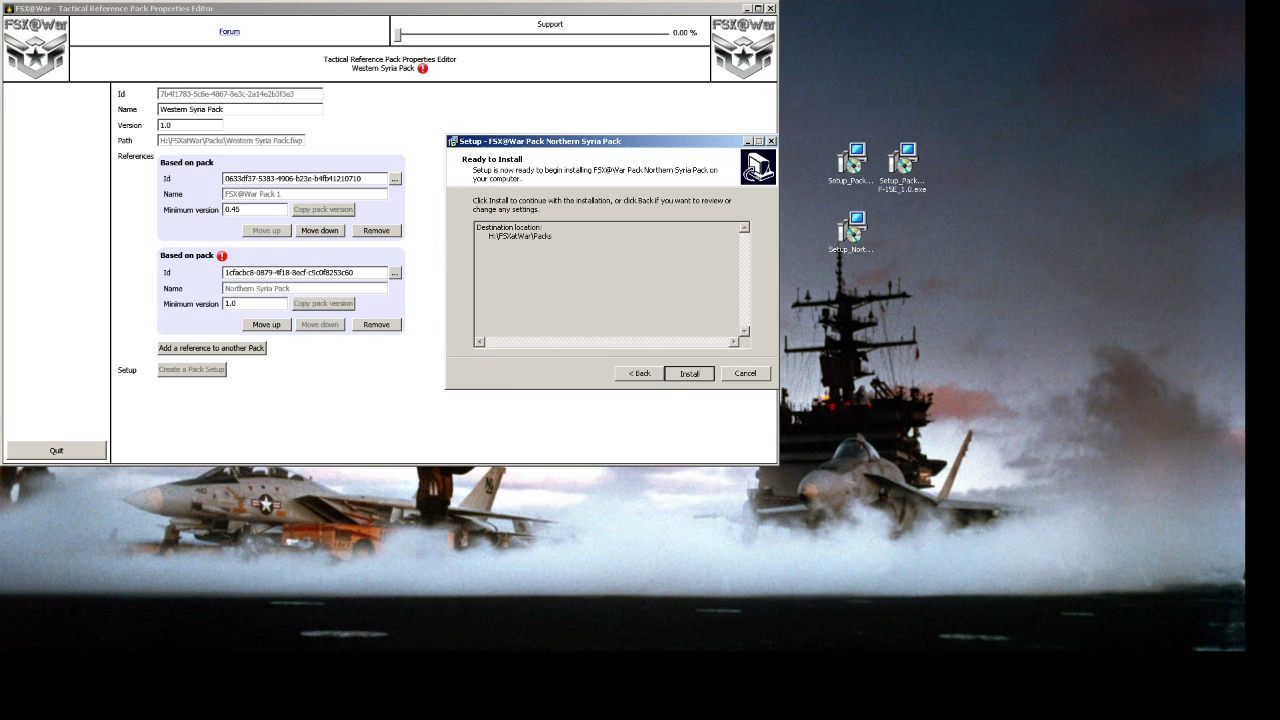 FSX@War - Tactical Reference Pack Properties Editor
FSX@War
Forum
Support
0.00 %
FSX@War
Tactical Reference Pack Properties Editor
Western Syria Pack
Id
7b4f1783-5c6e-4867-8e3c-2a14e2b3f3e3
Name
Western Syria Pack
Version
1.0
Path
H:\FSXatWar\Packs\Western Syria Pack.fwp
References
Based on pack
Id
0633df37-5383-4906-b23e-b4fb41210710
...
Name
FSX@War Pack 1
Minimum version
0.45
Copy pack version
Move up
Move down
Remove
Based on pack
Id
1cfacbc8-0879-4f18-8ecf-c9c0f8253c60
...
Name
Northern Syria Pack
Minimum version
1.0
Copy pack version
Move up
Move down
Remove
Add a reference to another Pack
Setup
Create a Pack Setup
Quit
Setup - FSX@War Pack Northern Syria Pack
Ready to Install
Setup is now ready to begin installing FSX@War Pack Northern Syria Pack on
your computer.
Click Install to continue with the installation, or click Back if you want to review or
change any settings.
Destination location:
H:\FSXatWar\Packs
< Back
Install
Cancel
Setup_Pack...
Setup_Pack...
F-15E_1.0.exe
Setup_Nort...